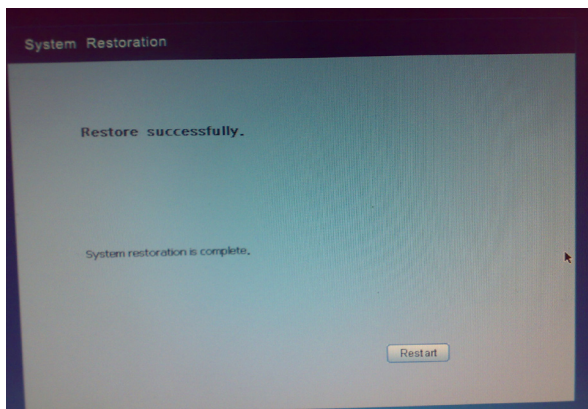 System Restoration
Restore successfully.
System restoration is complete.
Restart